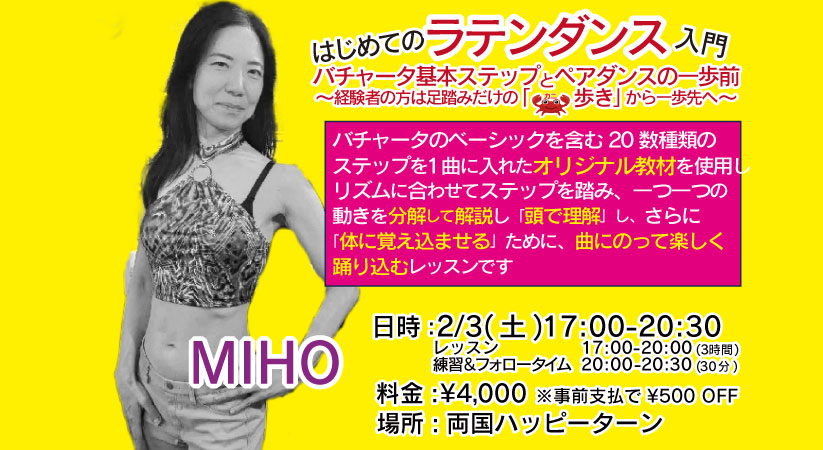 はじめてのラテンダンス入門
バチャータ基本ステップとペアダンスの一歩前
～経験者の方は足踏みだけの「カニ歩き」から一歩先へ～
バチャータのベーシックを含む 20 数種類の
ステップを1曲に入れたオリジナル教材を使用し
リズムに合わせてステップを踏み、一つ一つの
動きを分解して解説し「頭で理解」し、さらに
「体に覚え込ませる」ために、曲にのって楽しく
踊り込むレッスンです
MIHO
日時 : 2/3( 土 )17:00-20:30
レッスン 17:00-20:00 (3時間)
練習&フォロータイム 20:00-20:30 (30分)
料金 : ¥4,000 ※事前支払で ¥500 OFF
場所 : 両国ハッピーターン